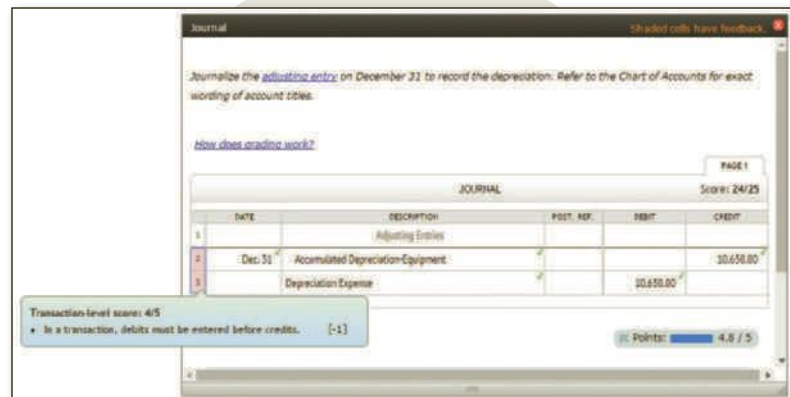 Journal
Shaded cells have feedback.
Journalize the adjusting entry on December 31 to record the depreciation. Refer to the Chart of Accounts for exact
wording of account titles.
How does grading work?
PAGE 1
JOURNAL Score: 24/25
DATE DESCRIPTION POST. REF. DEBIT CREDIT
1 Adjusting Entries
2 Dec. 31 Accumulated Depreciation-Equipment 10,650.00
3 Depreciation Expense 10,650.00
Transaction-level score: 4/5
• In a transaction, debits must be entered before credits. [-1]
Points: 4.8 / 5